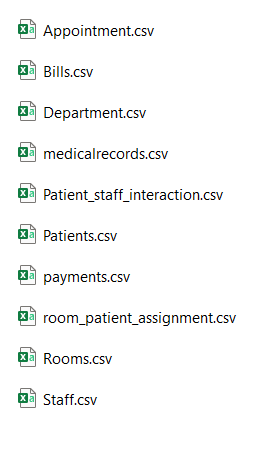 Appointment.csv
Bills.csv
Department.csv
medicalrecords.csv
Patient_staff_interaction.csv
Patients.csv
payments.csv
room_patient_assignment.csv
Rooms.csv
Staff.csv